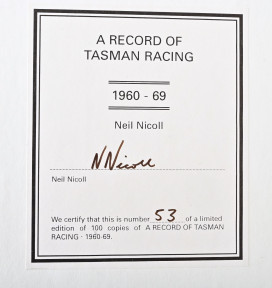 A RECORD OF
TASMAN RACING
1960 - 69
Neil Nicoll
NNicoll
Neil Nicoll
We certify that this is number 53 of a limited
edition of 100 copies of A RECORD OF TASMAN
RACING - 1960-69.